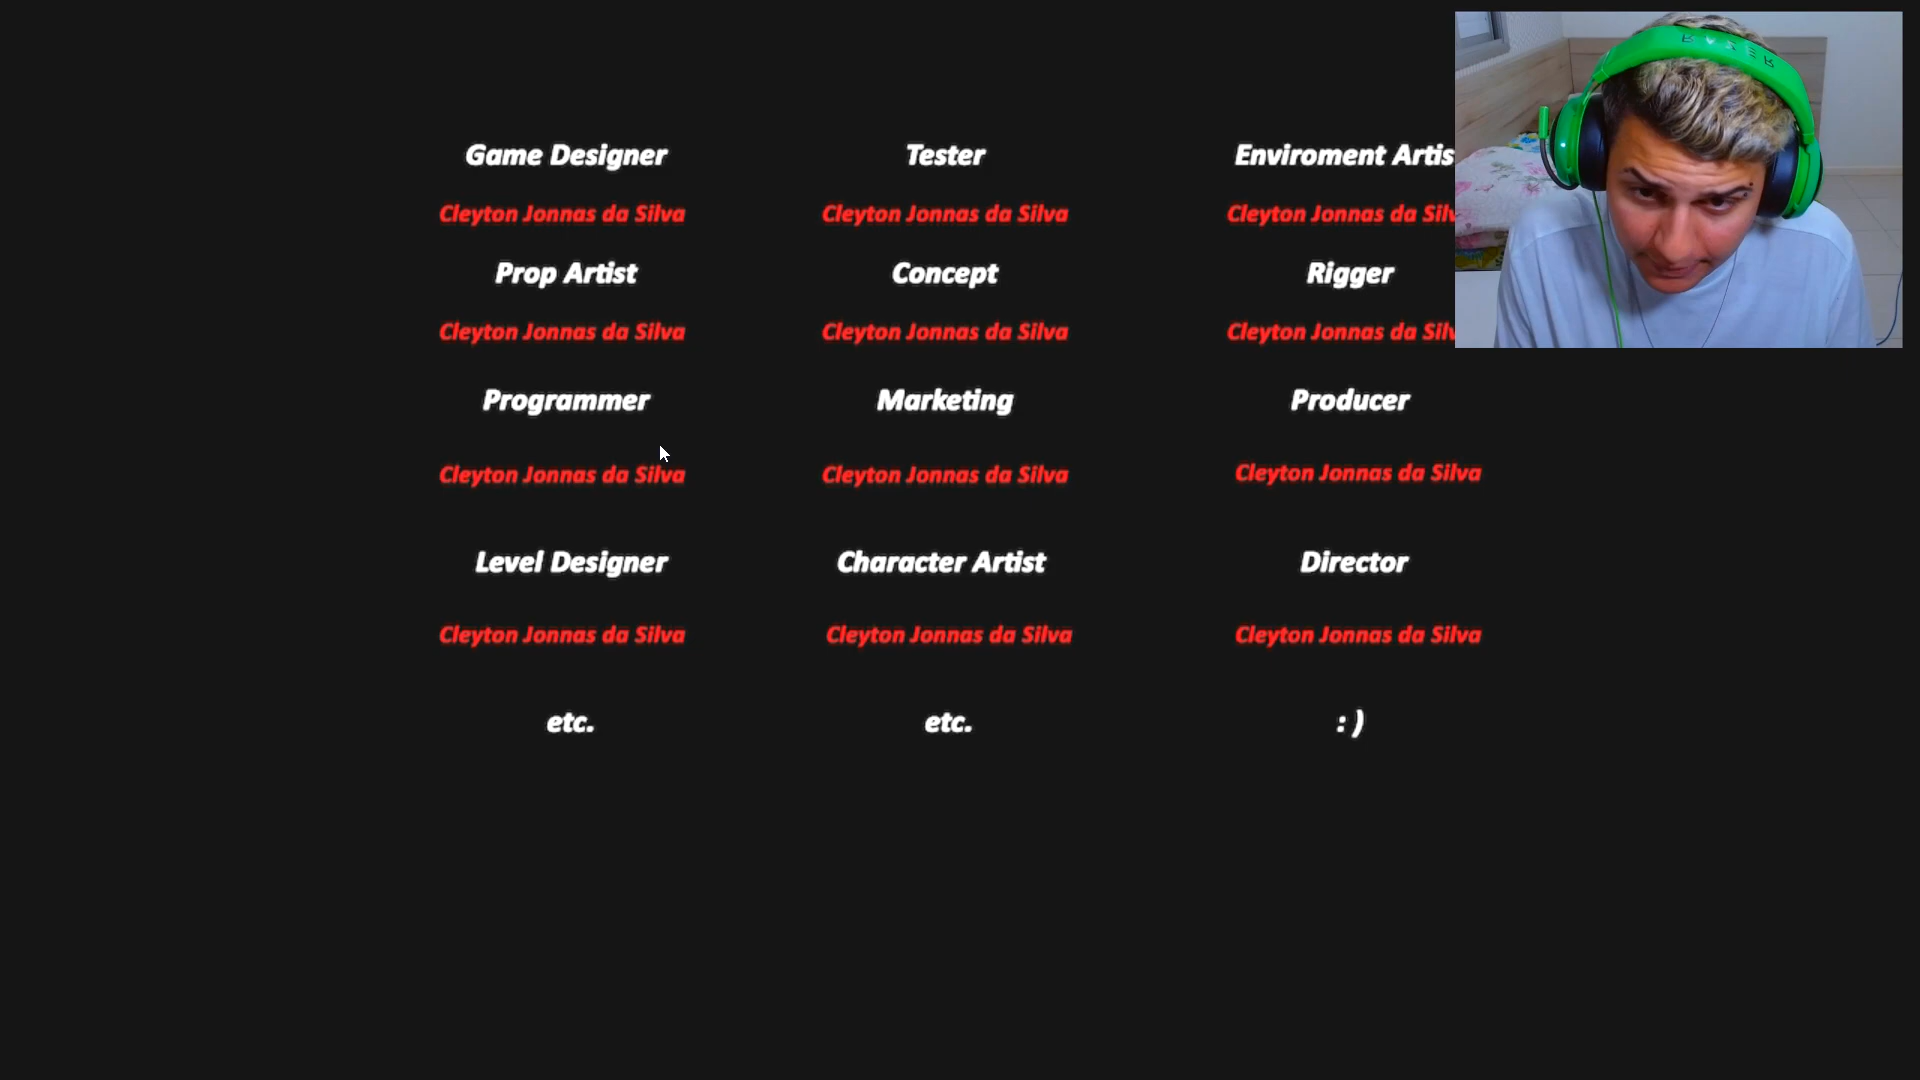 Game Designer Tester Enviroment Artis
Cleyton Jonnas da Silva Cleyton Jonnas da Silva Cleyton Jonnas da Silv
Prop Artist Concept Rigger
Cleyton Jonnas da Silva Cleyton Jonnas da Silva Cleyton Jonnas da Silv
Programmer Marketing Producer
Cleyton Jonnas da Silva Cleyton Jonnas da Silva Cleyton Jonnas da Silva
Level Designer Character Artist Director
Cleyton Jonnas da Silva Cleyton Jonnas da Silva Cleyton Jonnas da Silva
etc. etc. : )
RAZER